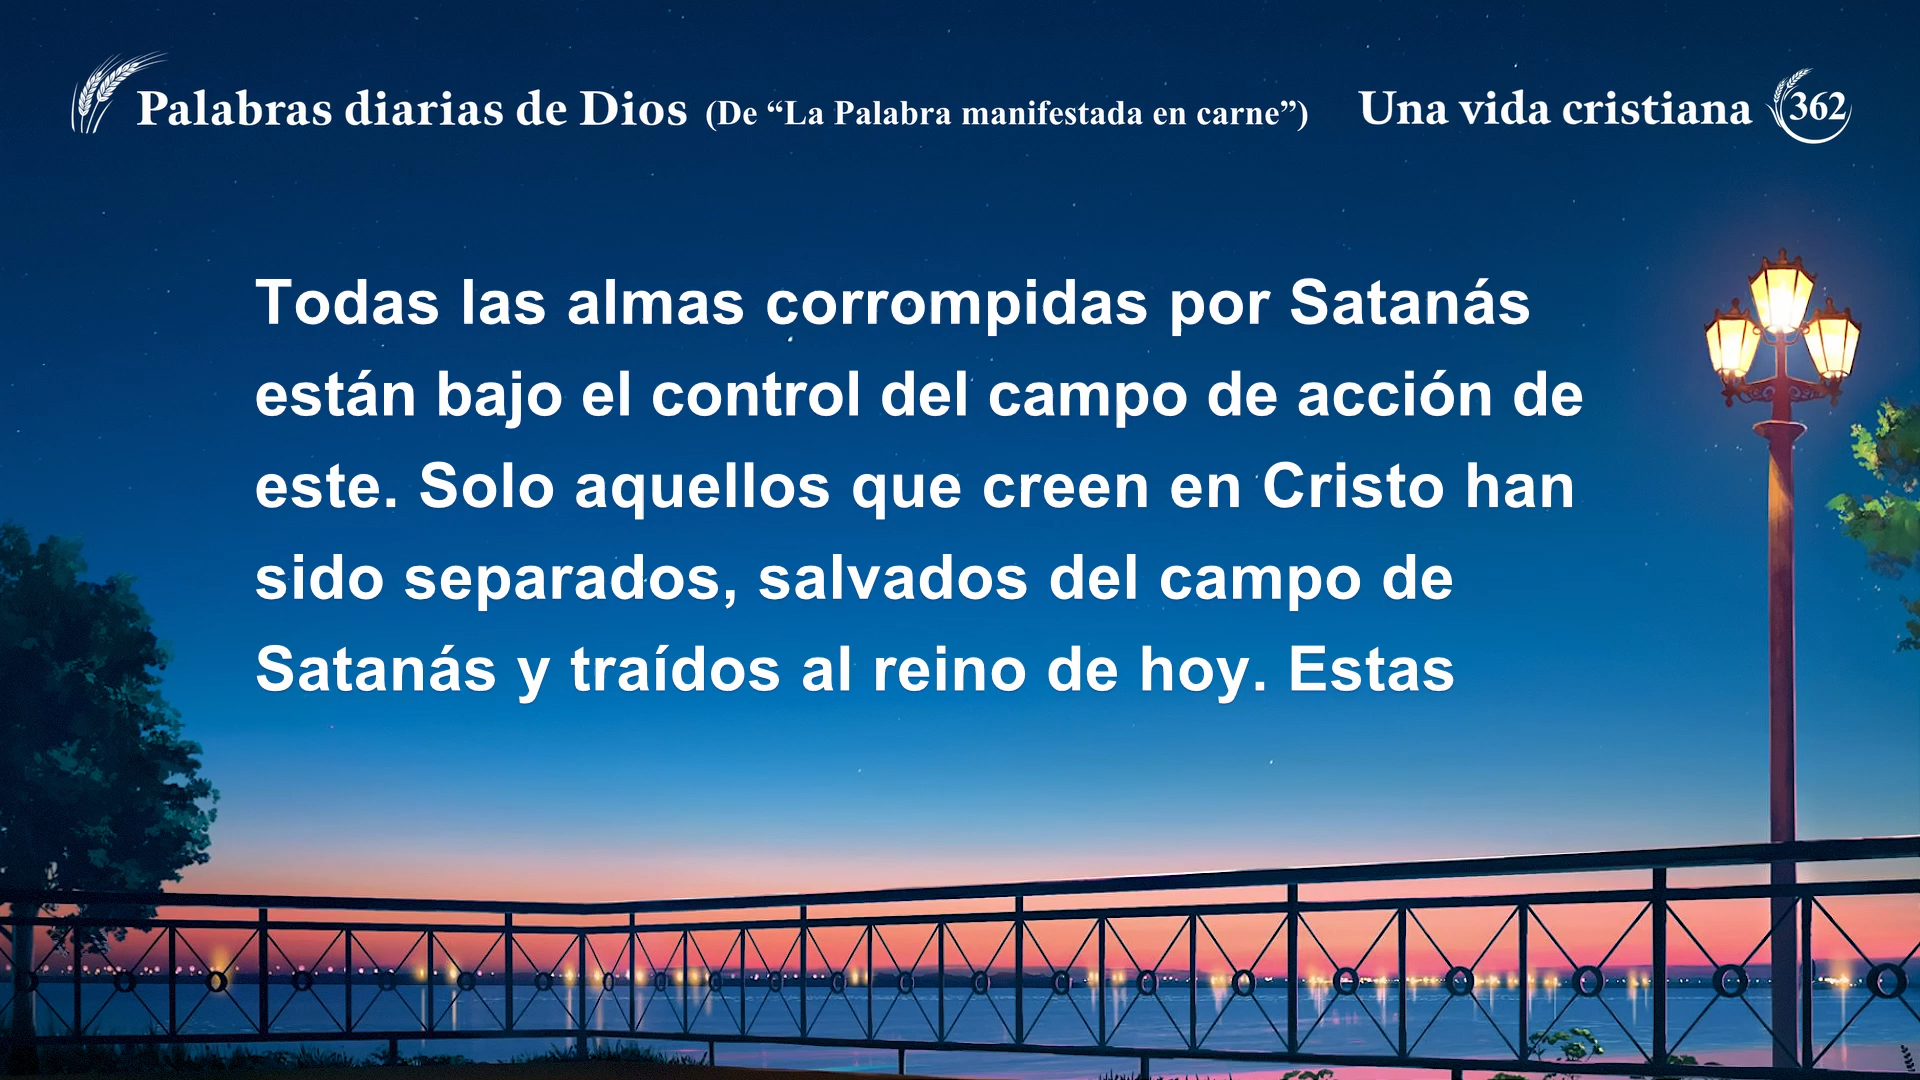 Palabras diarias de Dios (De “La Palabra manifestada en carne”) Una vida cristiana 362
Todas las almas corrompidas por Satanás
están bajo el control del campo de acción de
este. Solo aquellos que creen en Cristo han
sido separados, salvados del campo de
Satanás y traídos al reino de hoy. Estas